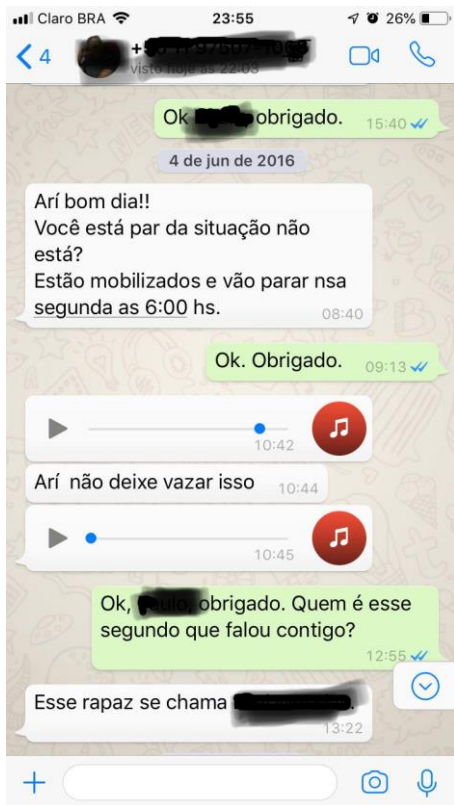 Claro BRA 23:55 26%
4
visto hoje às 22:03
Ok obrigado. 15:40
4 de jun de 2016
Arí bom dia!!
Você está par da situação não
está?
Estão mobilizados e vão parar nsa
segunda as 6:00 hs. 08:40
Ok. Obrigado. 09:13
10:42
Arí não deixe vazar isso 10:44
10:45
Ok, obrigado. Quem é esse
segundo que falou contigo?
12:55
Esse rapaz se chama
13:22